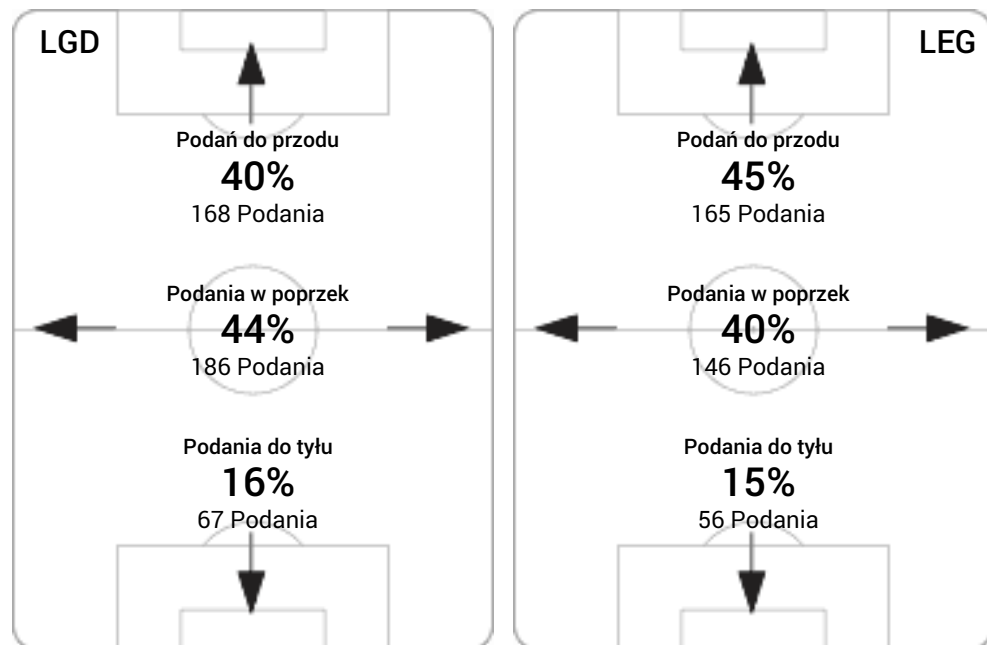 LGD
Podań do przodu
40%
168 Podania
Podania w poprzek
44%
186 Podania
Podania do tyłu
16%
67 Podania
LEG
Podań do przodu
45%
165 Podania
Podania w poprzek
40%
146 Podania
Podania do tyłu
15%
56 Podania